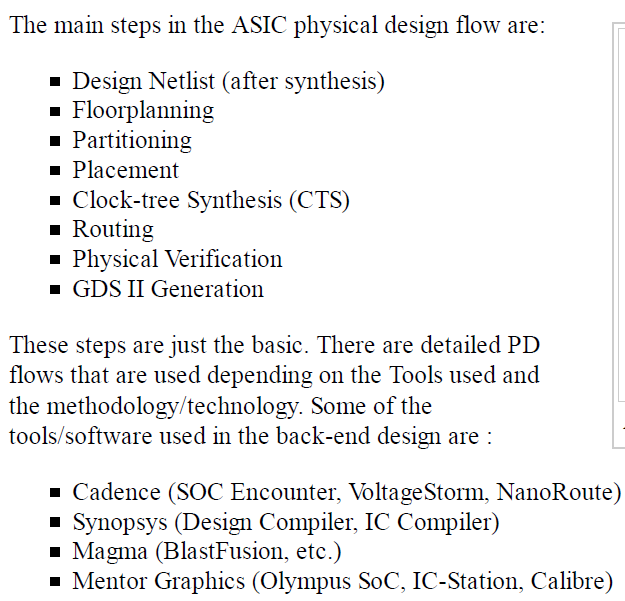 The main steps in the ASIC physical design flow are:
▪ Design Netlist (after synthesis)
▪ Floorplanning
▪ Partitioning
▪ Placement
▪ Clock-tree Synthesis (CTS)
▪ Routing
▪ Physical Verification
▪ GDS II Generation
These steps are just the basic. There are detailed PD
flows that are used depending on the Tools used and
the methodology/technology. Some of the
tools/software used in the back-end design are :
▪ Cadence (SOC Encounter, VoltageStorm, NanoRoute)
▪ Synopsys (Design Compiler, IC Compiler)
▪ Magma (BlastFusion, etc.)
▪ Mentor Graphics (Olympus SoC, IC-Station, Calibre)